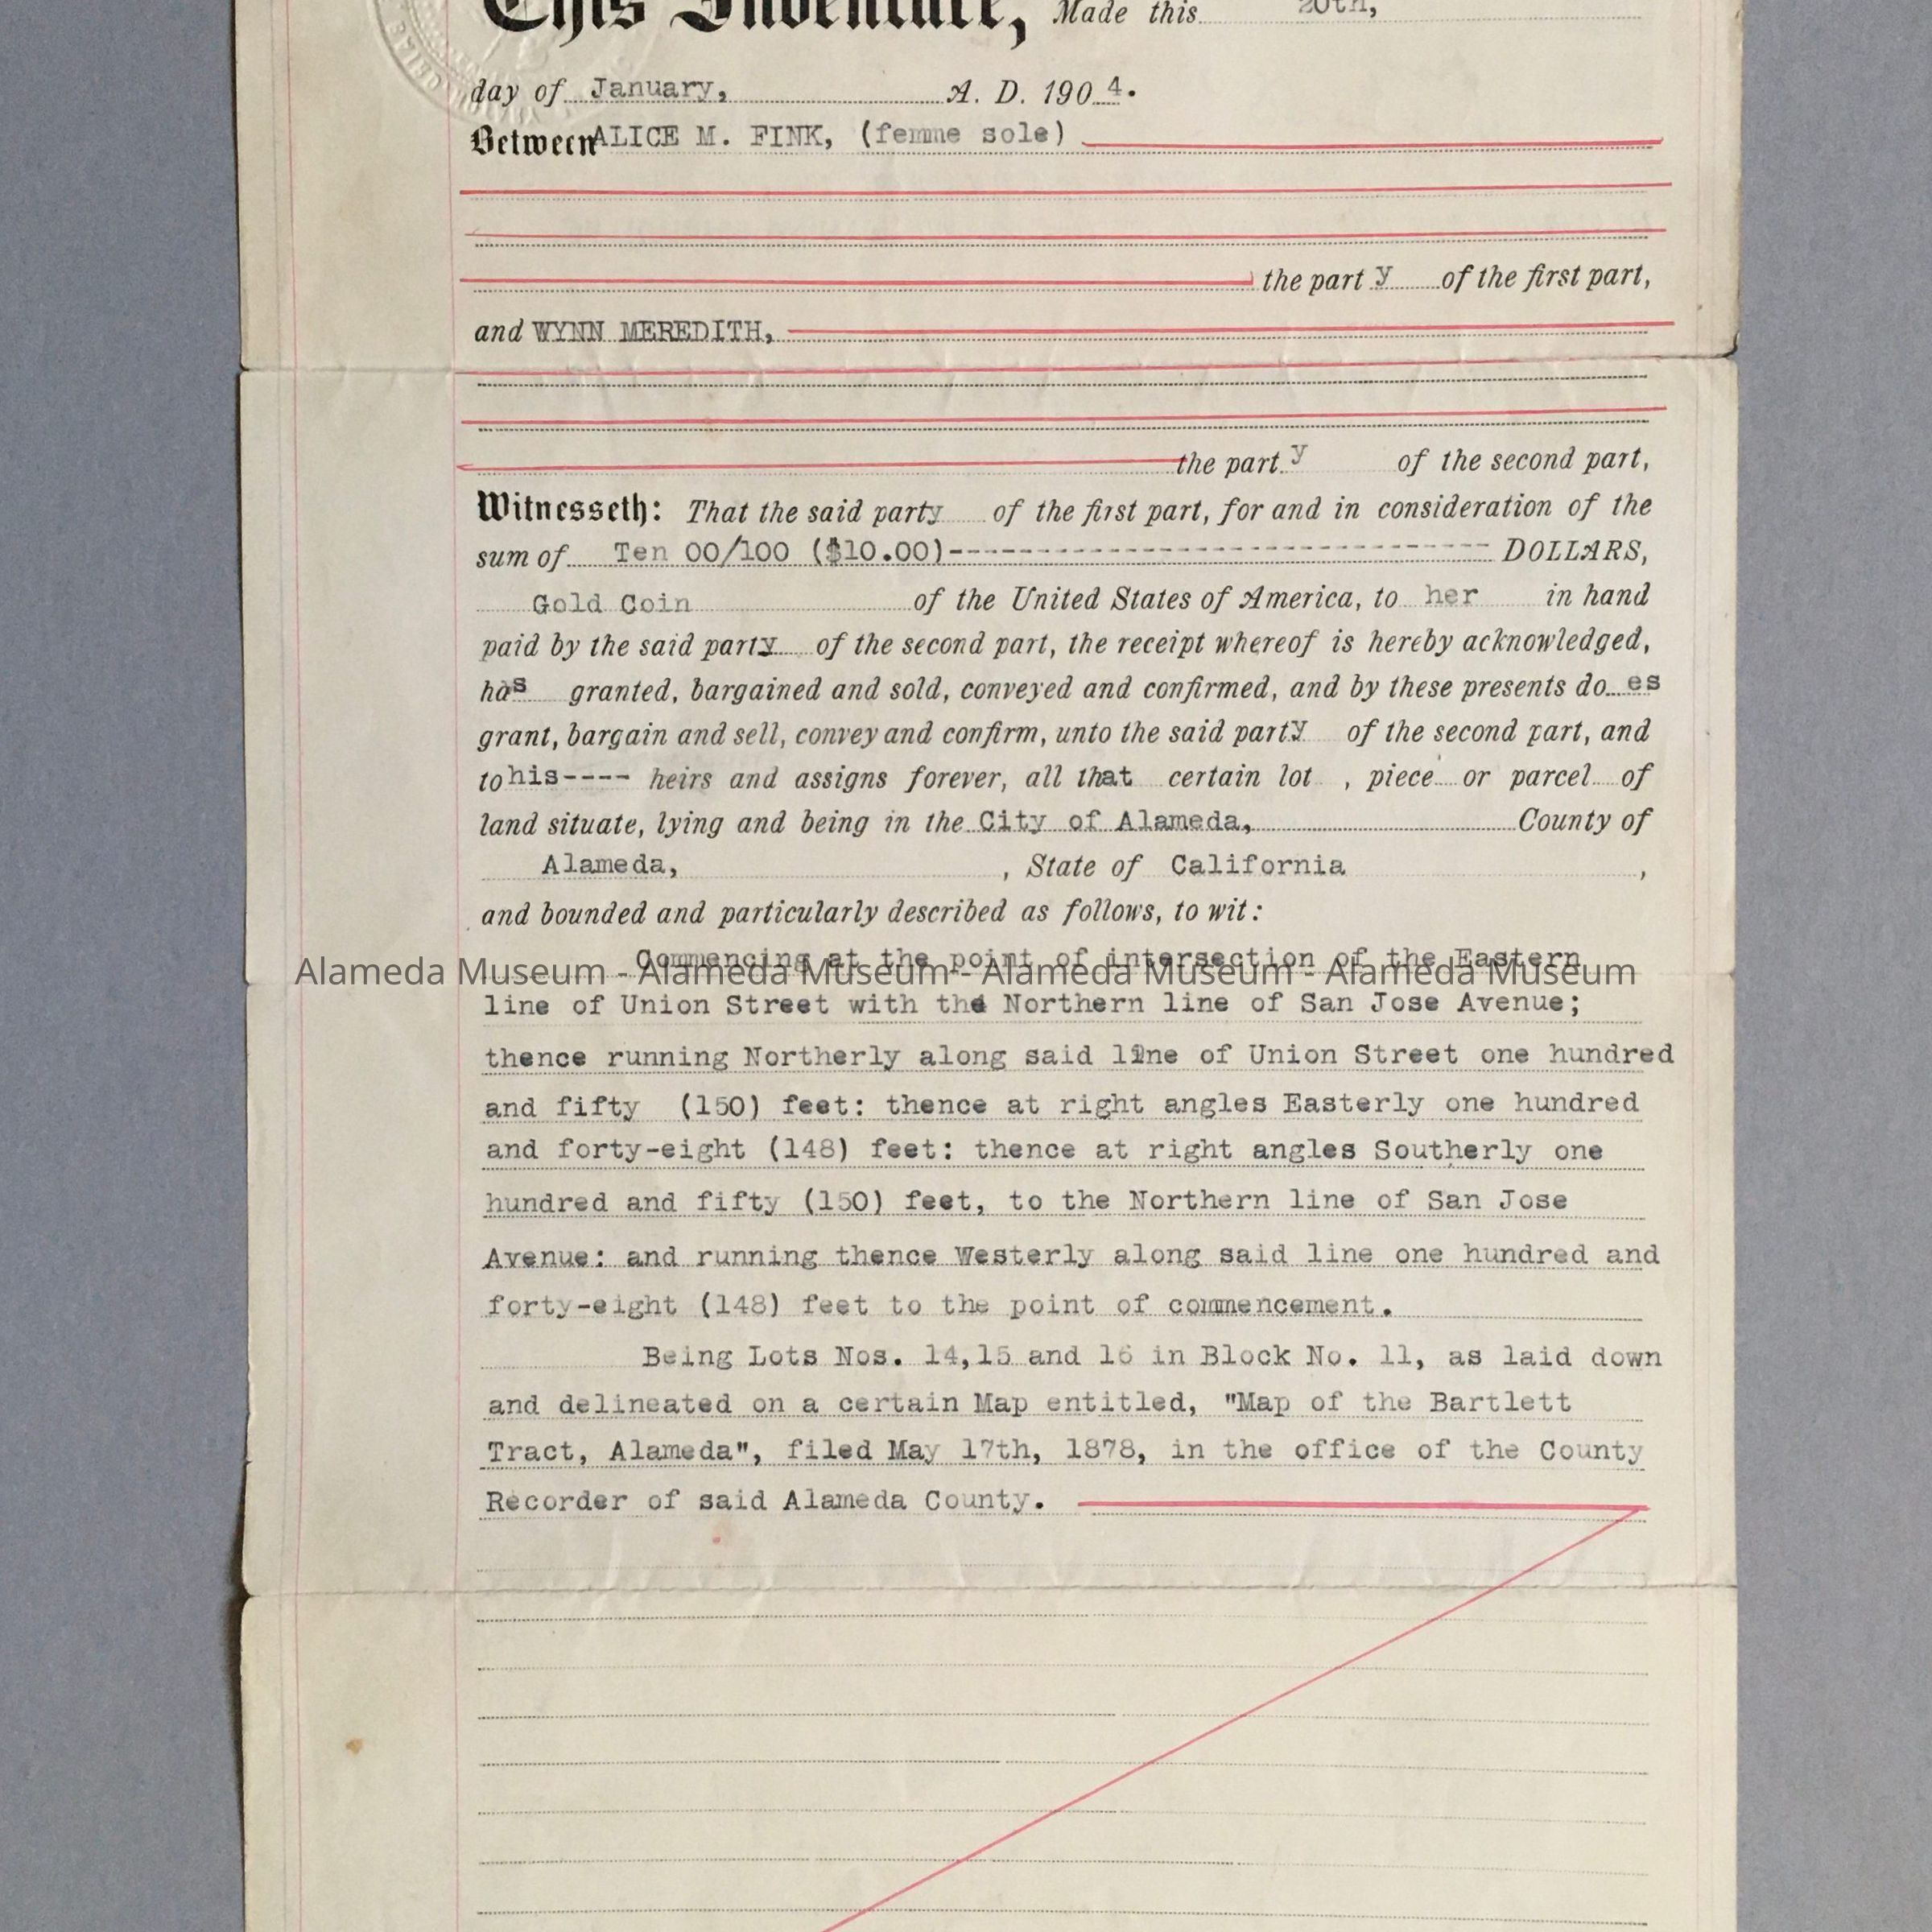 This Indenture, Made this 20th,
day of January, A. D. 1904.
Between ALICE M. FINK, (femme sole)
the party of the first part,
and WYNN MEREDITH,
the party of the second part,
Witnesseth: That the said party of the first part, for and in consideration of the
sum of Ten 00/100 ($10.00)------------------------------- DOLLARS,
Gold Coin of the United States of America, to her in hand
paid by the said party of the second part, the receipt whereof is hereby acknowledged,
has granted, bargained and sold, conveyed and confirmed, and by these presents does
grant, bargain and sell, convey and confirm, unto the said party of the second part, and
to his---- heirs and assigns forever, all that certain lot , piece or parcel of
land situate, lying and being in the City of Alameda, County of
Alameda, , State of California ,
and bounded and particularly described as follows, to wit:
Commencing at the point of intersection of the Eastern
Alameda Museum - Alameda Museum - Alameda Museum - Alameda Museum
line of Union Street with the Northern line of San Jose Avenue;
thence running Northerly along said line of Union Street one hundred
and fifty (150) feet: thence at right angles Easterly one hundred
and forty-eight (148) feet: thence at right angles Southerly one
hundred and fifty (150) feet, to the Northern line of San Jose
Avenue: and running thence Westerly along said line one hundred and
forty-eight (148) feet to the point of commencement.
Being Lots Nos. 14,15 and 16 in Block No. 11, as laid down
and delineated on a certain Map entitled, "Map of the Bartlett
Tract, Alameda", filed May 17th, 1878, in the office of the County
Recorder of said Alameda County.